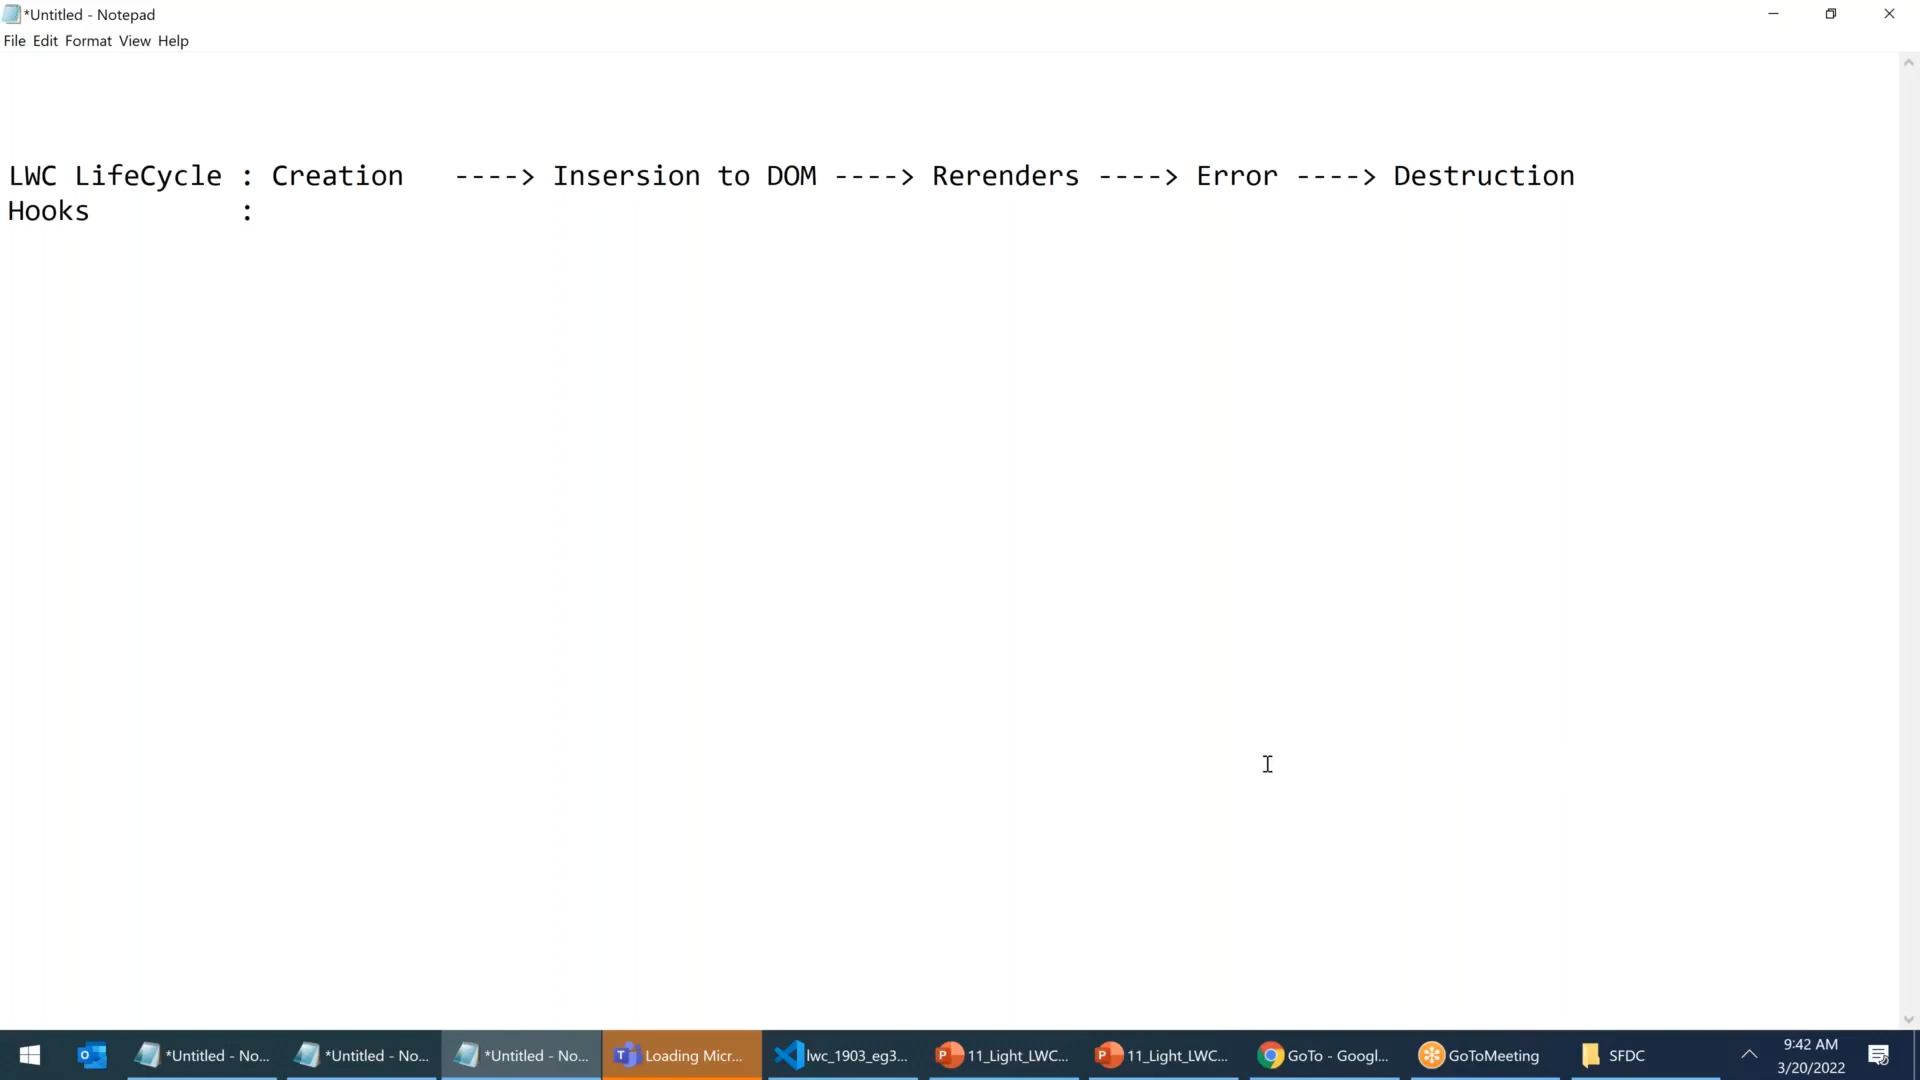 *Untitled - Notepad
File Edit Format View Help
LWC LifeCycle : Creation   ----> Insersion to DOM ----> Rerenders ----> Error ----> Destruction
Hooks         :
*Untitled - No... *Untitled - No... *Untitled - No... Loading Micr... lwc_1903_eg3... 11_Light_LWC... 11_Light_LWC... GoTo - Googl... GoToMeeting SFDC 9:42 AM
3/20/2022